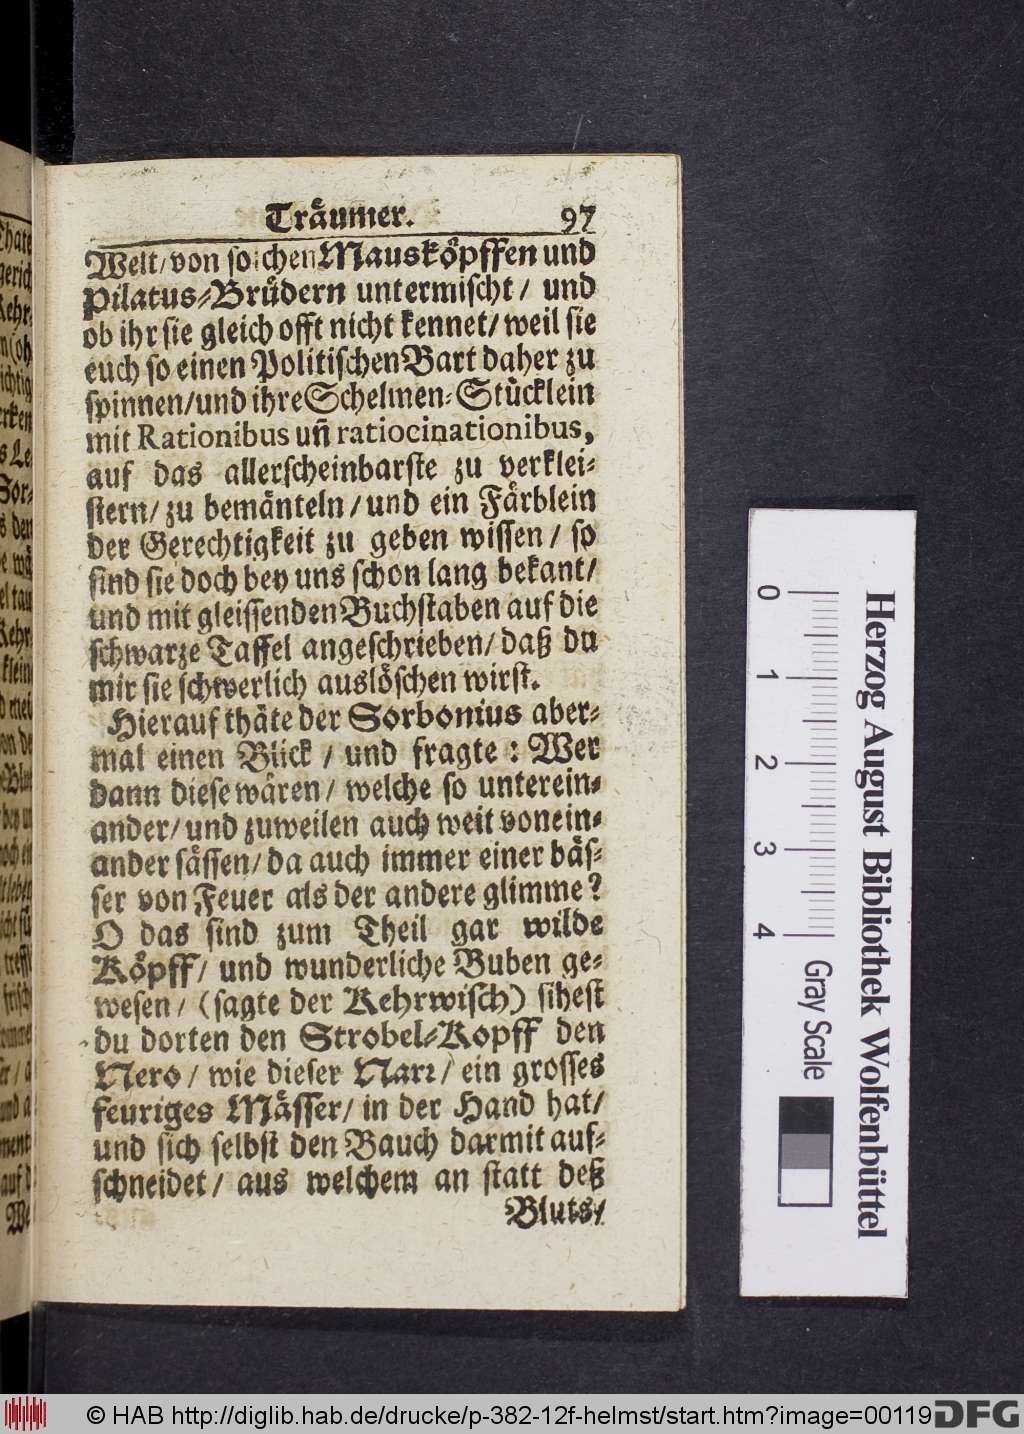 Träumer. 97
Welt/ von solchen Mausköpffen und
Pilatus-Brüdern untermischt/ und
ob ihr sie gleich offt nicht kennet/ weil sie
euch so einen Politischen Bart daher zu
spinnen/ und ihre Schelmen-Stücklein
mit Rationibus uñ ratiocinationibus,
auf das allerscheinbarste zu verklei-
stern/ zu bemänteln/ und ein Färblein
der Gerechtigkeit zu geben wissen/ so
sind sie doch bey uns schon lang bekant/
und mit gleissenden Buchstaben auf die
schwarze Taffel angeschrieben/ daß du
mir sie schwerlich auslöschen wirst.
Hierauf thäte der Sorbonius aber-
mal einen Blick / und fragte : Wer
dann diese wären/ welche so unterein-
ander/ und zuweilen auch weit vonein-
ander sässen/ da auch immer einer bäs-
ser von Feuer als der andere glimme?
O das sind zum Theil gar wilde
Köpff/ und wunderliche Buben ge-
wesen/ (sagte der Kehrwisch) sihest
du dorten den Strobel-Kopff den
Nero/ wie dieser Narr/ ein grosses
feuriges Mässer/ in der Hand hat/
und sich selbst den Bauch darmit auf-
schneidet/ aus welchem an statt deß
Bluts/
0 1 2 3 4
Gray Scale
Herzog August Bibliothek Wolfenbüttel
© HAB http://diglib.hab.de/drucke/p-382-12f-helmst/start.htm?image=00119
DFG